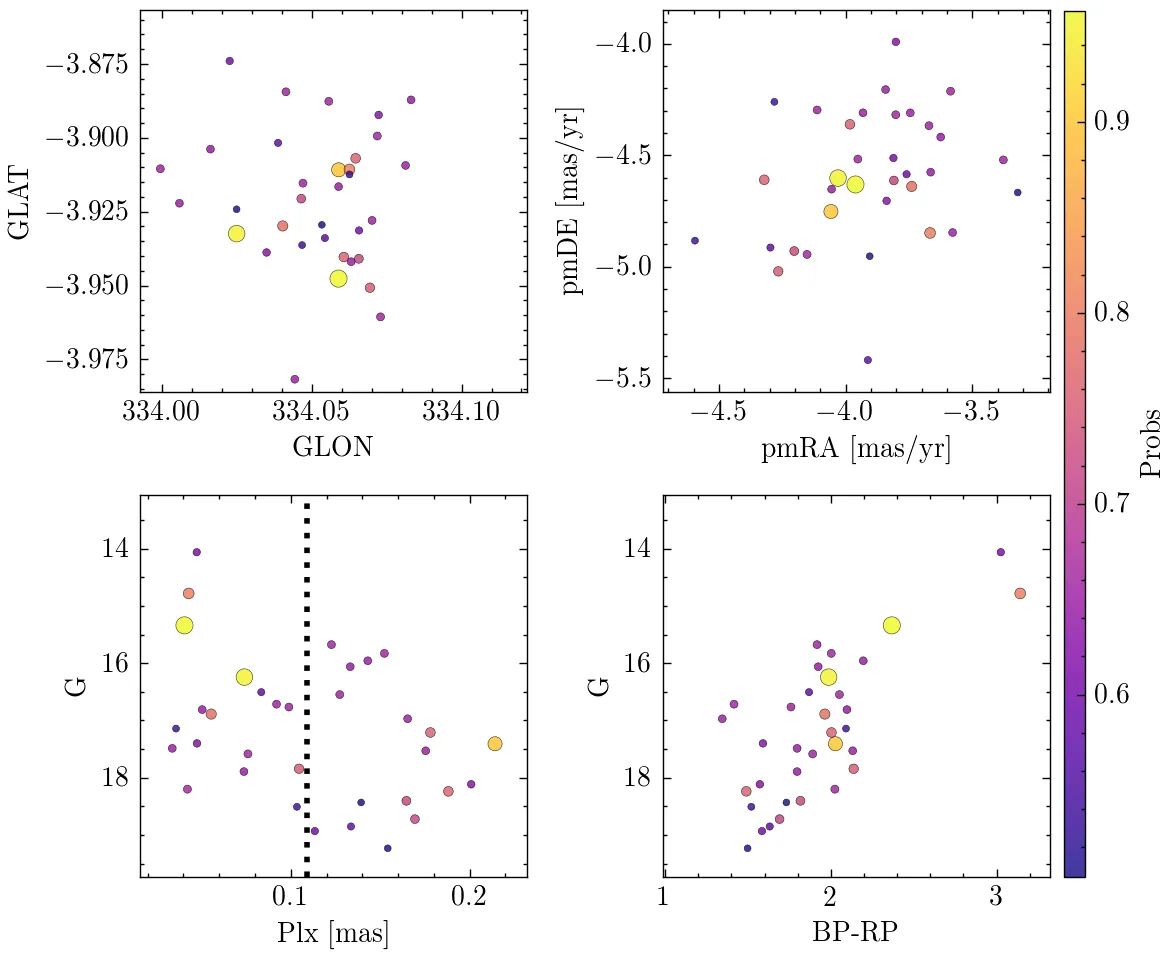 −3.875
−3.900
−3.925
−3.950
−3.975
GLAT
334.00 334.05 334.10
GLON
−4.0
−4.5
−5.0
−5.5
pmDE [mas/yr]
−4.5 −4.0 −3.5
pmRA [mas/yr]
14
16
18
G
0.1 0.2
Plx [mas]
14
16
18
G
1 2 3
BP-RP
0.9
0.8
0.7
0.6
Probs